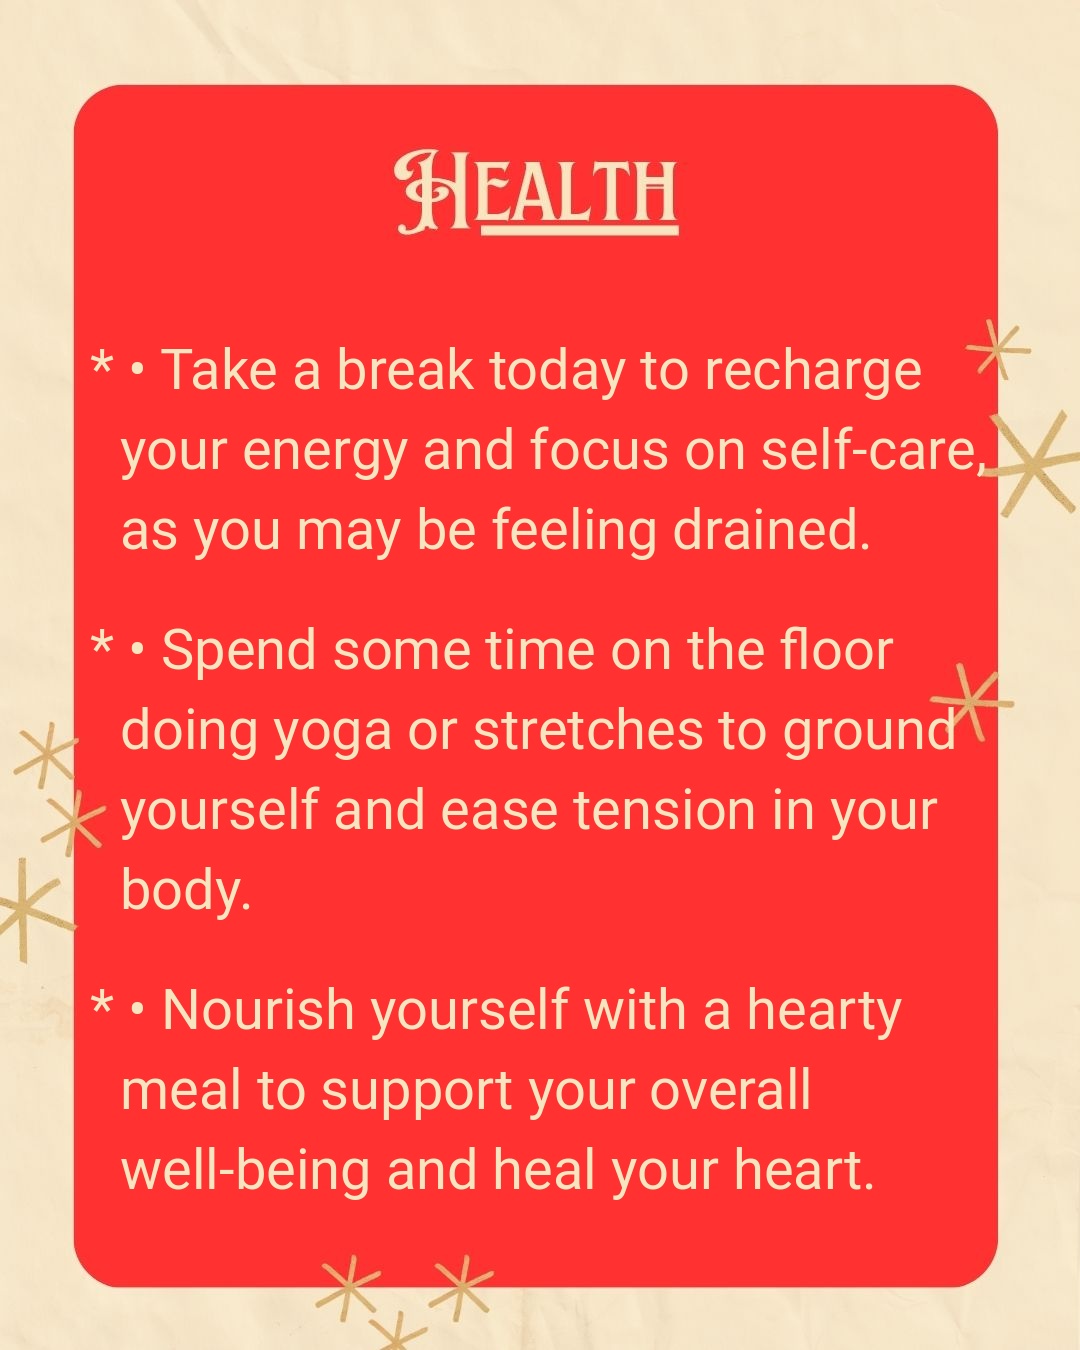 Health
* • Take a break today to recharge
your energy and focus on self-care,
as you may be feeling drained.
* • Spend some time on the floor
doing yoga or stretches to ground
yourself and ease tension in your
body.
* • Nourish yourself with a hearty
meal to support your overall
well-being and heal your heart.